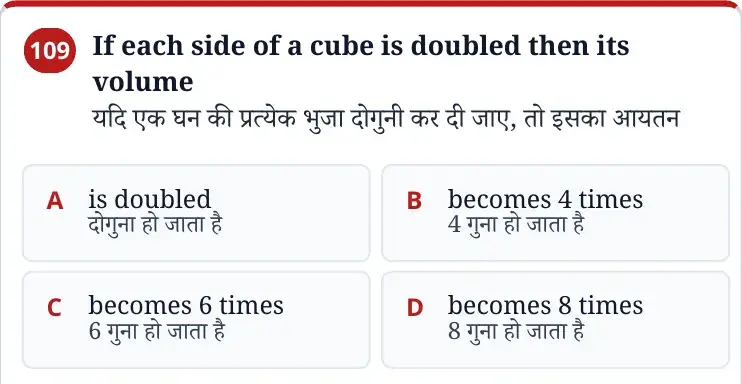 109 If each side of a cube is doubled then its
volume
यदि एक घन की प्रत्येक भुजा दोगुनी कर दी जाए, तो इसका आयतन
A is doubled
दोगुना हो जाता है
B becomes 4 times
4 गुना हो जाता है
C becomes 6 times
6 गुना हो जाता है
D becomes 8 times
8 गुना हो जाता है